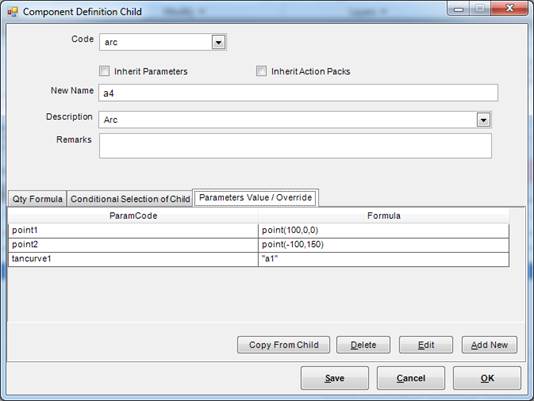 Component Definition Child
Code arc
Inherit Parameters Inherit Action Packs
New Name a4
Description Arc
Remarks
Qty Formula Conditional Selection of Child Parameters Value / Override
ParamCode Formula
point1 point(100,0,0)
point2 point(-100,150)
tancurve1 "a1"
Copy From Child Delete Edit Add New
Save Cancel OK